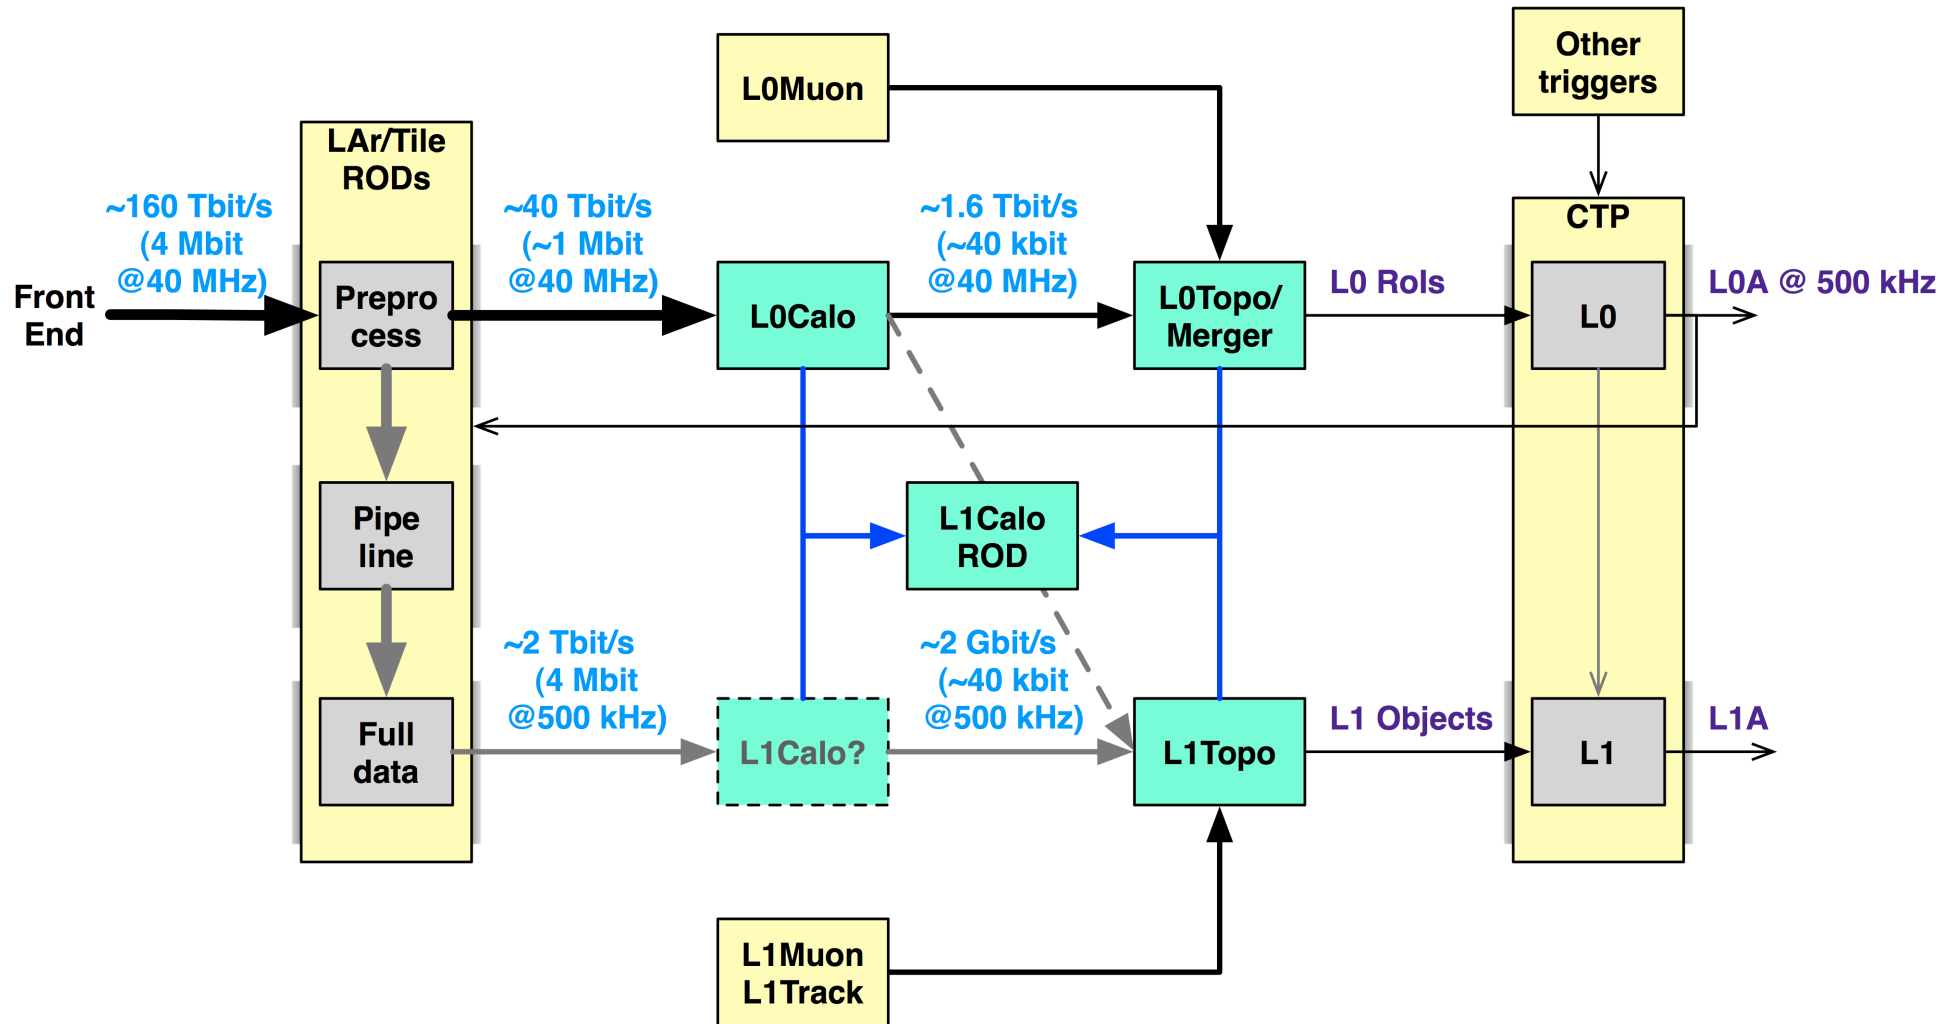 Other
triggers
L0Muon
LAr/Tile
RODs
~160 Tbit/s
(4 Mbit
@40 MHz)
~40 Tbit/s
(~1 Mbit
@40 MHz)
~1.6 Tbit/s
(~40 kbit
@40 MHz)
CTP
Front
End
Prepro
cess
L0Calo
L0Topo/
Merger
L0 RoIs
L0
L0A @ 500 kHz
Pipe
line
L1Calo
ROD
~2 Tbit/s
(4 Mbit
@500 kHz)
~2 Gbit/s
(~40 kbit
@500 kHz)
Full
data
L1Calo?
L1Topo
L1 Objects
L1
L1A
L1Muon
L1Track